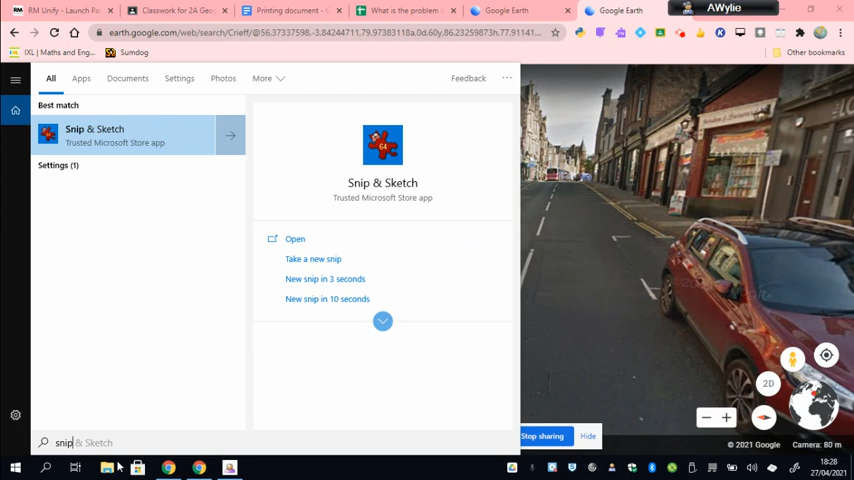 RM Unify - Launch Pa
Classwork for 2A Geo
Printing document - G
What is the problem o
Google Earth
Google Earth
AWylie
earth.google.com/web/search/Crieff/@56.37337598,-3.84424711,79.97383118a,0d,60y,86.23259873h,77.91141...
IXL | Maths and Eng...
Sumdog
Other bookmarks
All
Apps
Documents
Settings
Photos
More
Feedback
Best match
Snip & Sketch
Trusted Microsoft Store app
Settings (1)
64
Snip & Sketch
Trusted Microsoft Store app
Open
Take a new snip
New snip in 3 seconds
New snip in 10 seconds
2D
Stop sharing
Hide
snip & Sketch
© 2021 Google
Camera: 80 m
18:28
27/04/2021